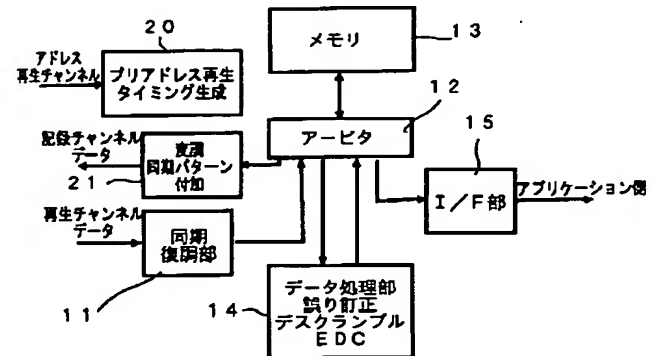 20
アドレス
再生チャンネル
プリアドレス再生
タイミング生成
メモリ
13
12
アービタ
記録チャンネル
データ
変調
同期パターン
付加
21
15
I/F部
アプリケーション側
再生チャンネル
データ
同期
復調部
11
14
データ処理部
誤り訂正
デスクランブル
EDC